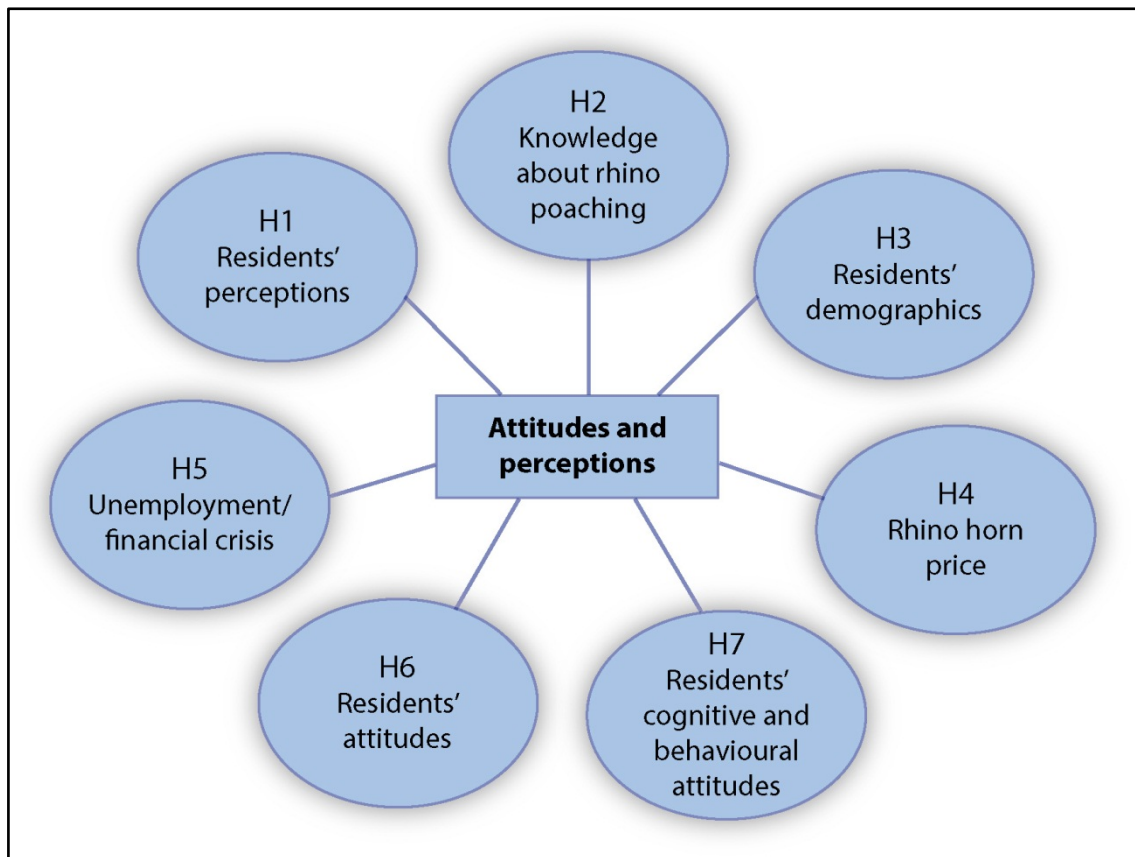 H2
Knowledge
about rhino
poaching
H1
Residents’
perceptions
H3
Residents’
demographics
Attitudes and
perceptions
H5
Unemployment/
financial crisis
H4
Rhino horn
price
H6
Residents’
attitudes
H7
Residents’
cognitive and
behavioural
attitudes